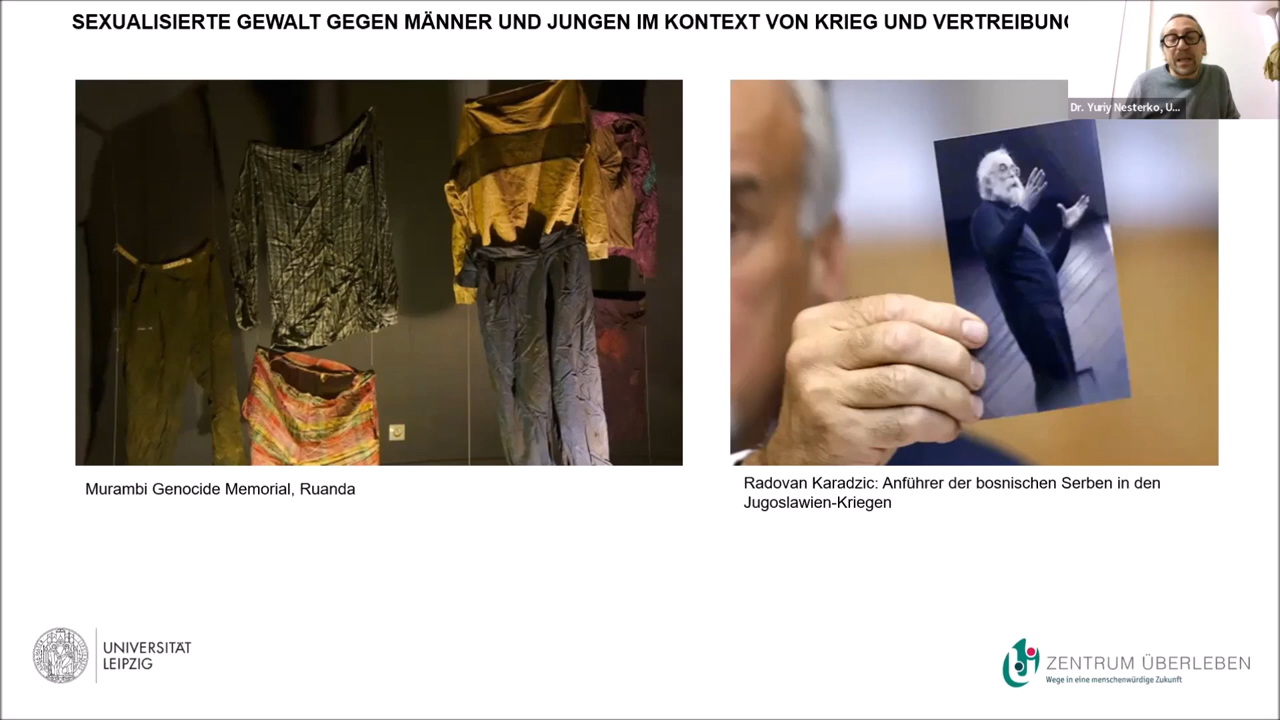 SEXUALISIERTE GEWALT GEGEN MÄNNER UND JUNGEN IM KONTEXT VON KRIEG UND VERTREIBUNG
Dr. Yuriy Nesterko, U...
Murambi Genocide Memorial, Ruanda
Radovan Karadzic: Anführer der bosnischen Serben in den
Jugoslawien-Kriegen
UNIVERSITÄT
LEIPZIG
ZENTRUM ÜBERLEBEN
Wege in eine menschenwürdige Zukunft